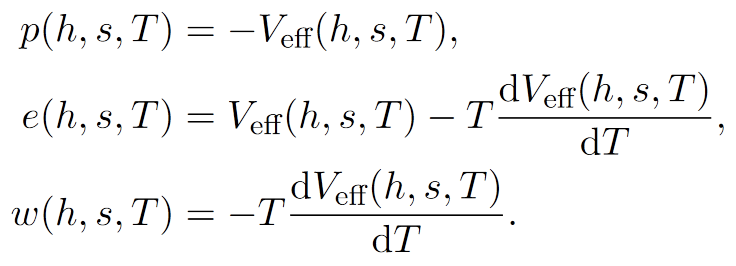 p(h, s, T) = −V_eff(h, s, T),
e(h, s, T) = V_eff(h, s, T) − T dV_eff(h, s, T)/dT,
w(h, s, T) = −T dV_eff(h, s, T)/dT.